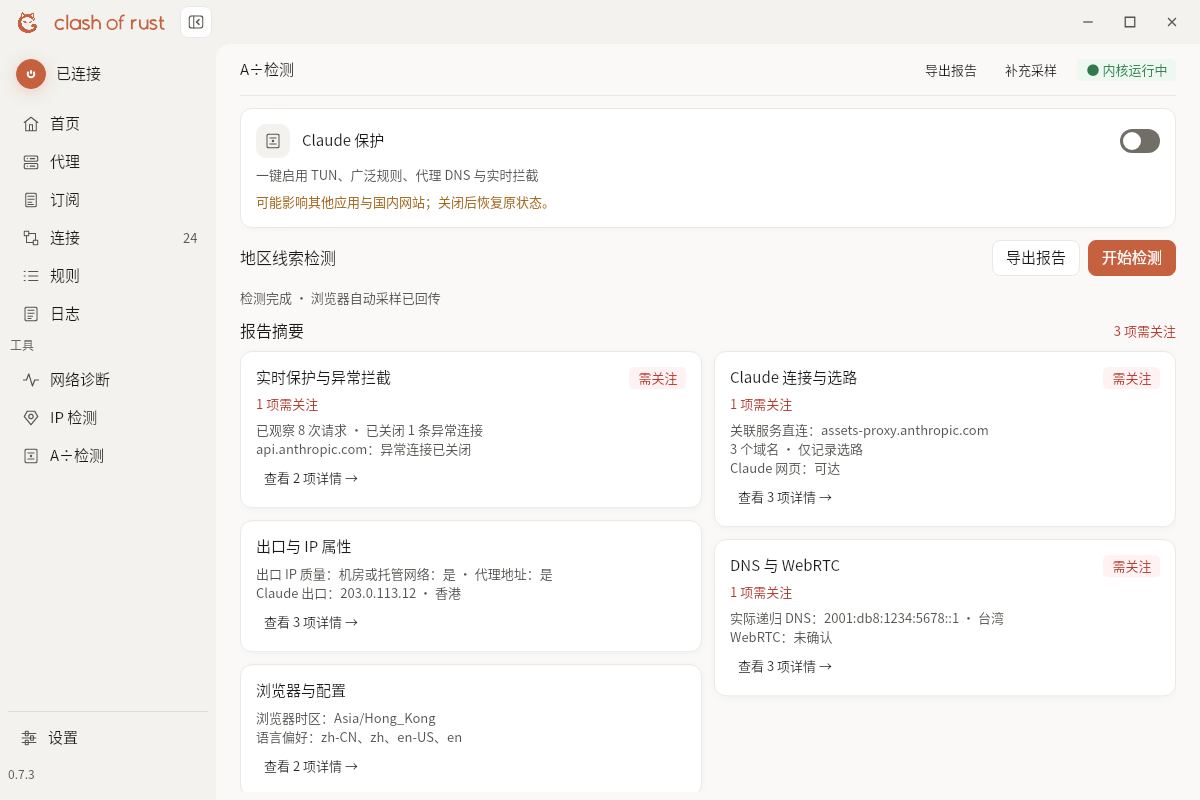 clash of rust
已连接
首页
代理
订阅
连接 24
规则
日志
工具
网络诊断
IP 检测
A÷检测
设置
0.7.3
A÷检测
导出报告 补充采样 内核运行中
Claude 保护
一键启用 TUN、广泛规则、代理 DNS 与实时拦截
可能影响其他应用与国内网站；关闭后恢复原状态。
地区线索检测
导出报告 开始检测
检测完成 · 浏览器自动采样已回传
报告摘要 3 项需关注
实时保护与异常拦截 需关注
1 项需关注
已观察 8 次请求 · 已关闭 1 条异常连接
api.anthropic.com：异常连接已关闭
查看 2 项详情 →
出口与 IP 属性
出口 IP 质量：机房或托管网络：是 · 代理地址：是
Claude 出口：203.0.113.12 · 香港
查看 3 项详情 →
浏览器与配置
浏览器时区：Asia/Hong_Kong
语言偏好：zh-CN、zh、en-US、en
查看 2 项详情 →
Claude 连接与选路 需关注
1 项需关注
关联服务直连：assets-proxy.anthropic.com
3 个域名 · 仅记录选路
Claude 网页：可达
查看 3 项详情 →
DNS 与 WebRTC 需关注
1 项需关注
实际递归 DNS：2001:db8:1234:5678::1 · 台湾
WebRTC：未确认
查看 3 项详情 →